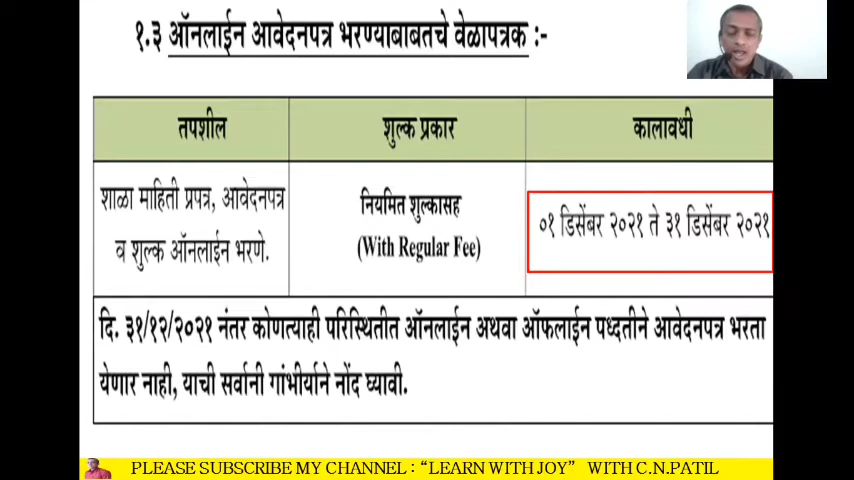 १.३ ऑनलाईन आवेदनपत्र भरण्याबाबतचे वेळापत्रक :-
तपशील
शुल्क प्रकार
कालावधी
शाळा माहिती प्रपत्र, आवेदनपत्र
व शुल्क ऑनलाईन भरणे.
नियमित शुल्कासह
(With Regular Fee)
०१ डिसेंबर २०२१ ते ३१ डिसेंबर २०२१
दि. ३१/१२/२०२१ नंतर कोणत्याही परिस्थितीत ऑनलाईन अथवा ऑफलाईन पध्दतीने आवेदनपत्र भरता
येणार नाही, याची सर्वानी गांभीर्याने नोंद घ्यावी.
PLEASE SUBSCRIBE MY CHANNEL : “LEARN WITH JOY” WITH C.N.PATIL